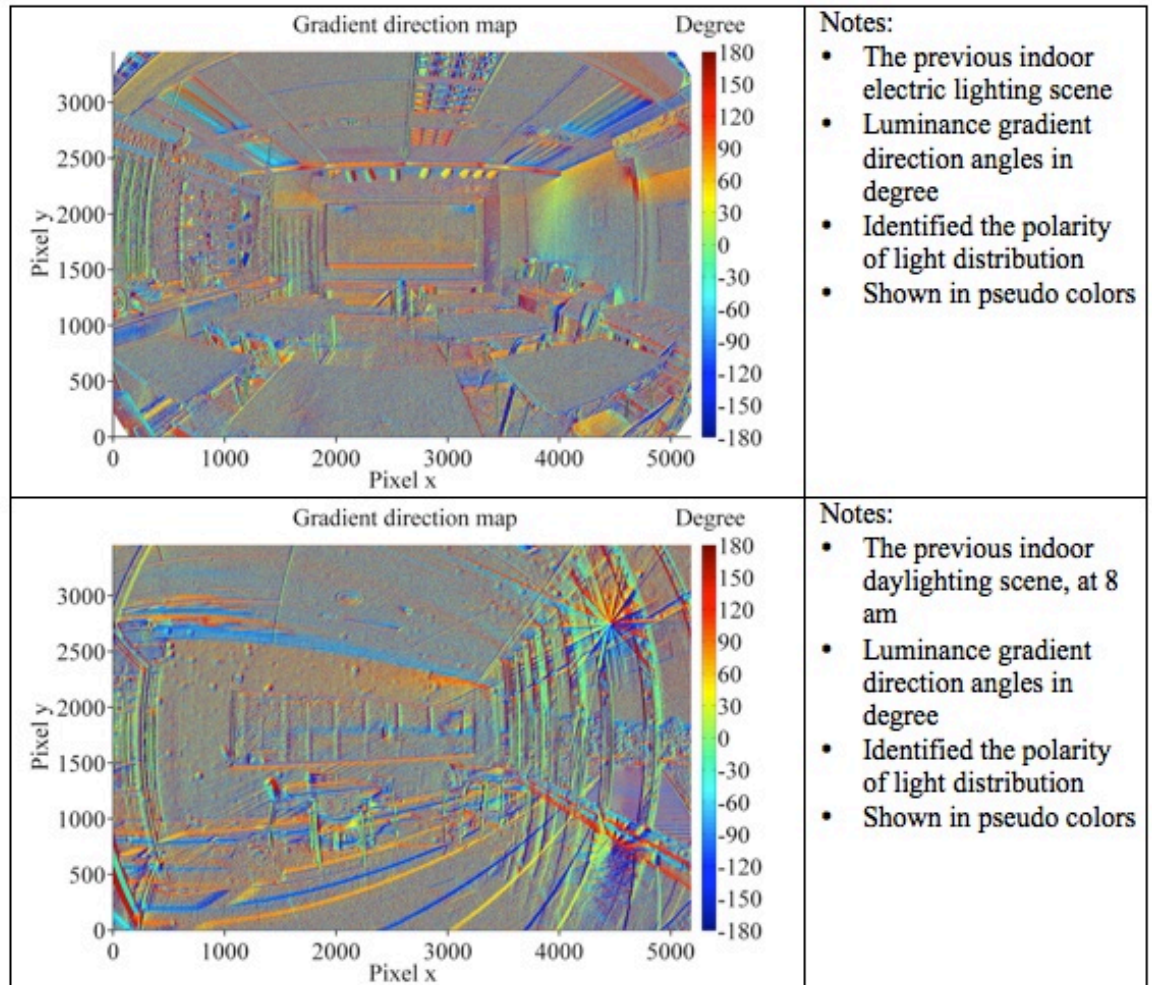 Gradient direction map
Degree
180
150
120
90
60
30
0
-30
-60
-90
-120
-150
-180
Pixel y
3000
2500
2000
1500
1000
500
0
0 1000 2000 3000 4000 5000
Pixel x
Notes:
• The previous indoor
electric lighting scene
• Luminance gradient
direction angles in
degree
• Identified the polarity
of light distribution
• Shown in pseudo colors
Gradient direction map
Degree
180
150
120
90
60
30
0
-30
-60
-90
-120
-150
-180
Pixel y
3000
2500
2000
1500
1000
500
0
0 1000 2000 3000 4000 5000
Pixel x
Notes:
• The previous indoor
daylighting scene, at 8
am
• Luminance gradient
direction angles in
degree
• Identified the polarity
of light distribution
• Shown in pseudo colors